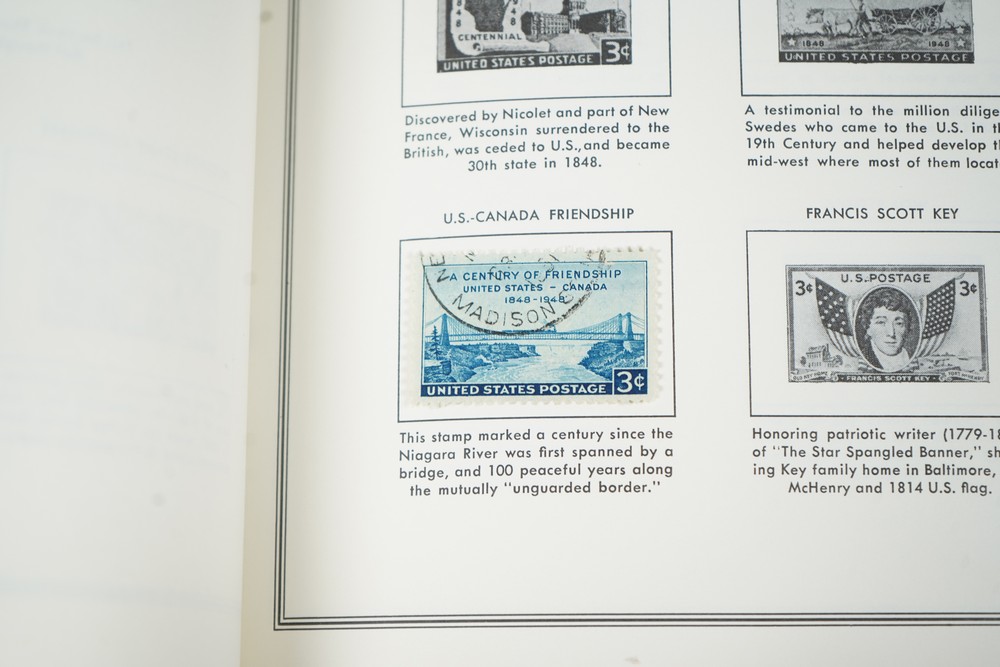 CENTENNIAL
UNITED STATES POSTAGE 3¢
1848 1948
UNITED STATES POSTAGE
Discovered by Nicolet and part of New
France, Wisconsin surrendered to the
British, was ceded to U.S., and became
30th state in 1848.
A testimonial to the million dilige
Swedes who came to the U.S. in th
19th Century and helped develop th
mid-west where most of them locat
U.S.-CANADA FRIENDSHIP
A CENTURY OF FRIENDSHIP
UNITED STATES - CANADA
1848-1948
MADISON
UNITED STATES POSTAGE 3¢
This stamp marked a century since the
Niagara River was first spanned by a
bridge, and 100 peaceful years along
the mutually "unguarded border."
FRANCIS SCOTT KEY
U.S. POSTAGE
3¢ 3¢
FRANCIS SCOTT KEY
Honoring patriotic writer (1779-18
of "The Star Spangled Banner," sh
ing Key family home in Baltimore,
McHenry and 1814 U.S. flag.